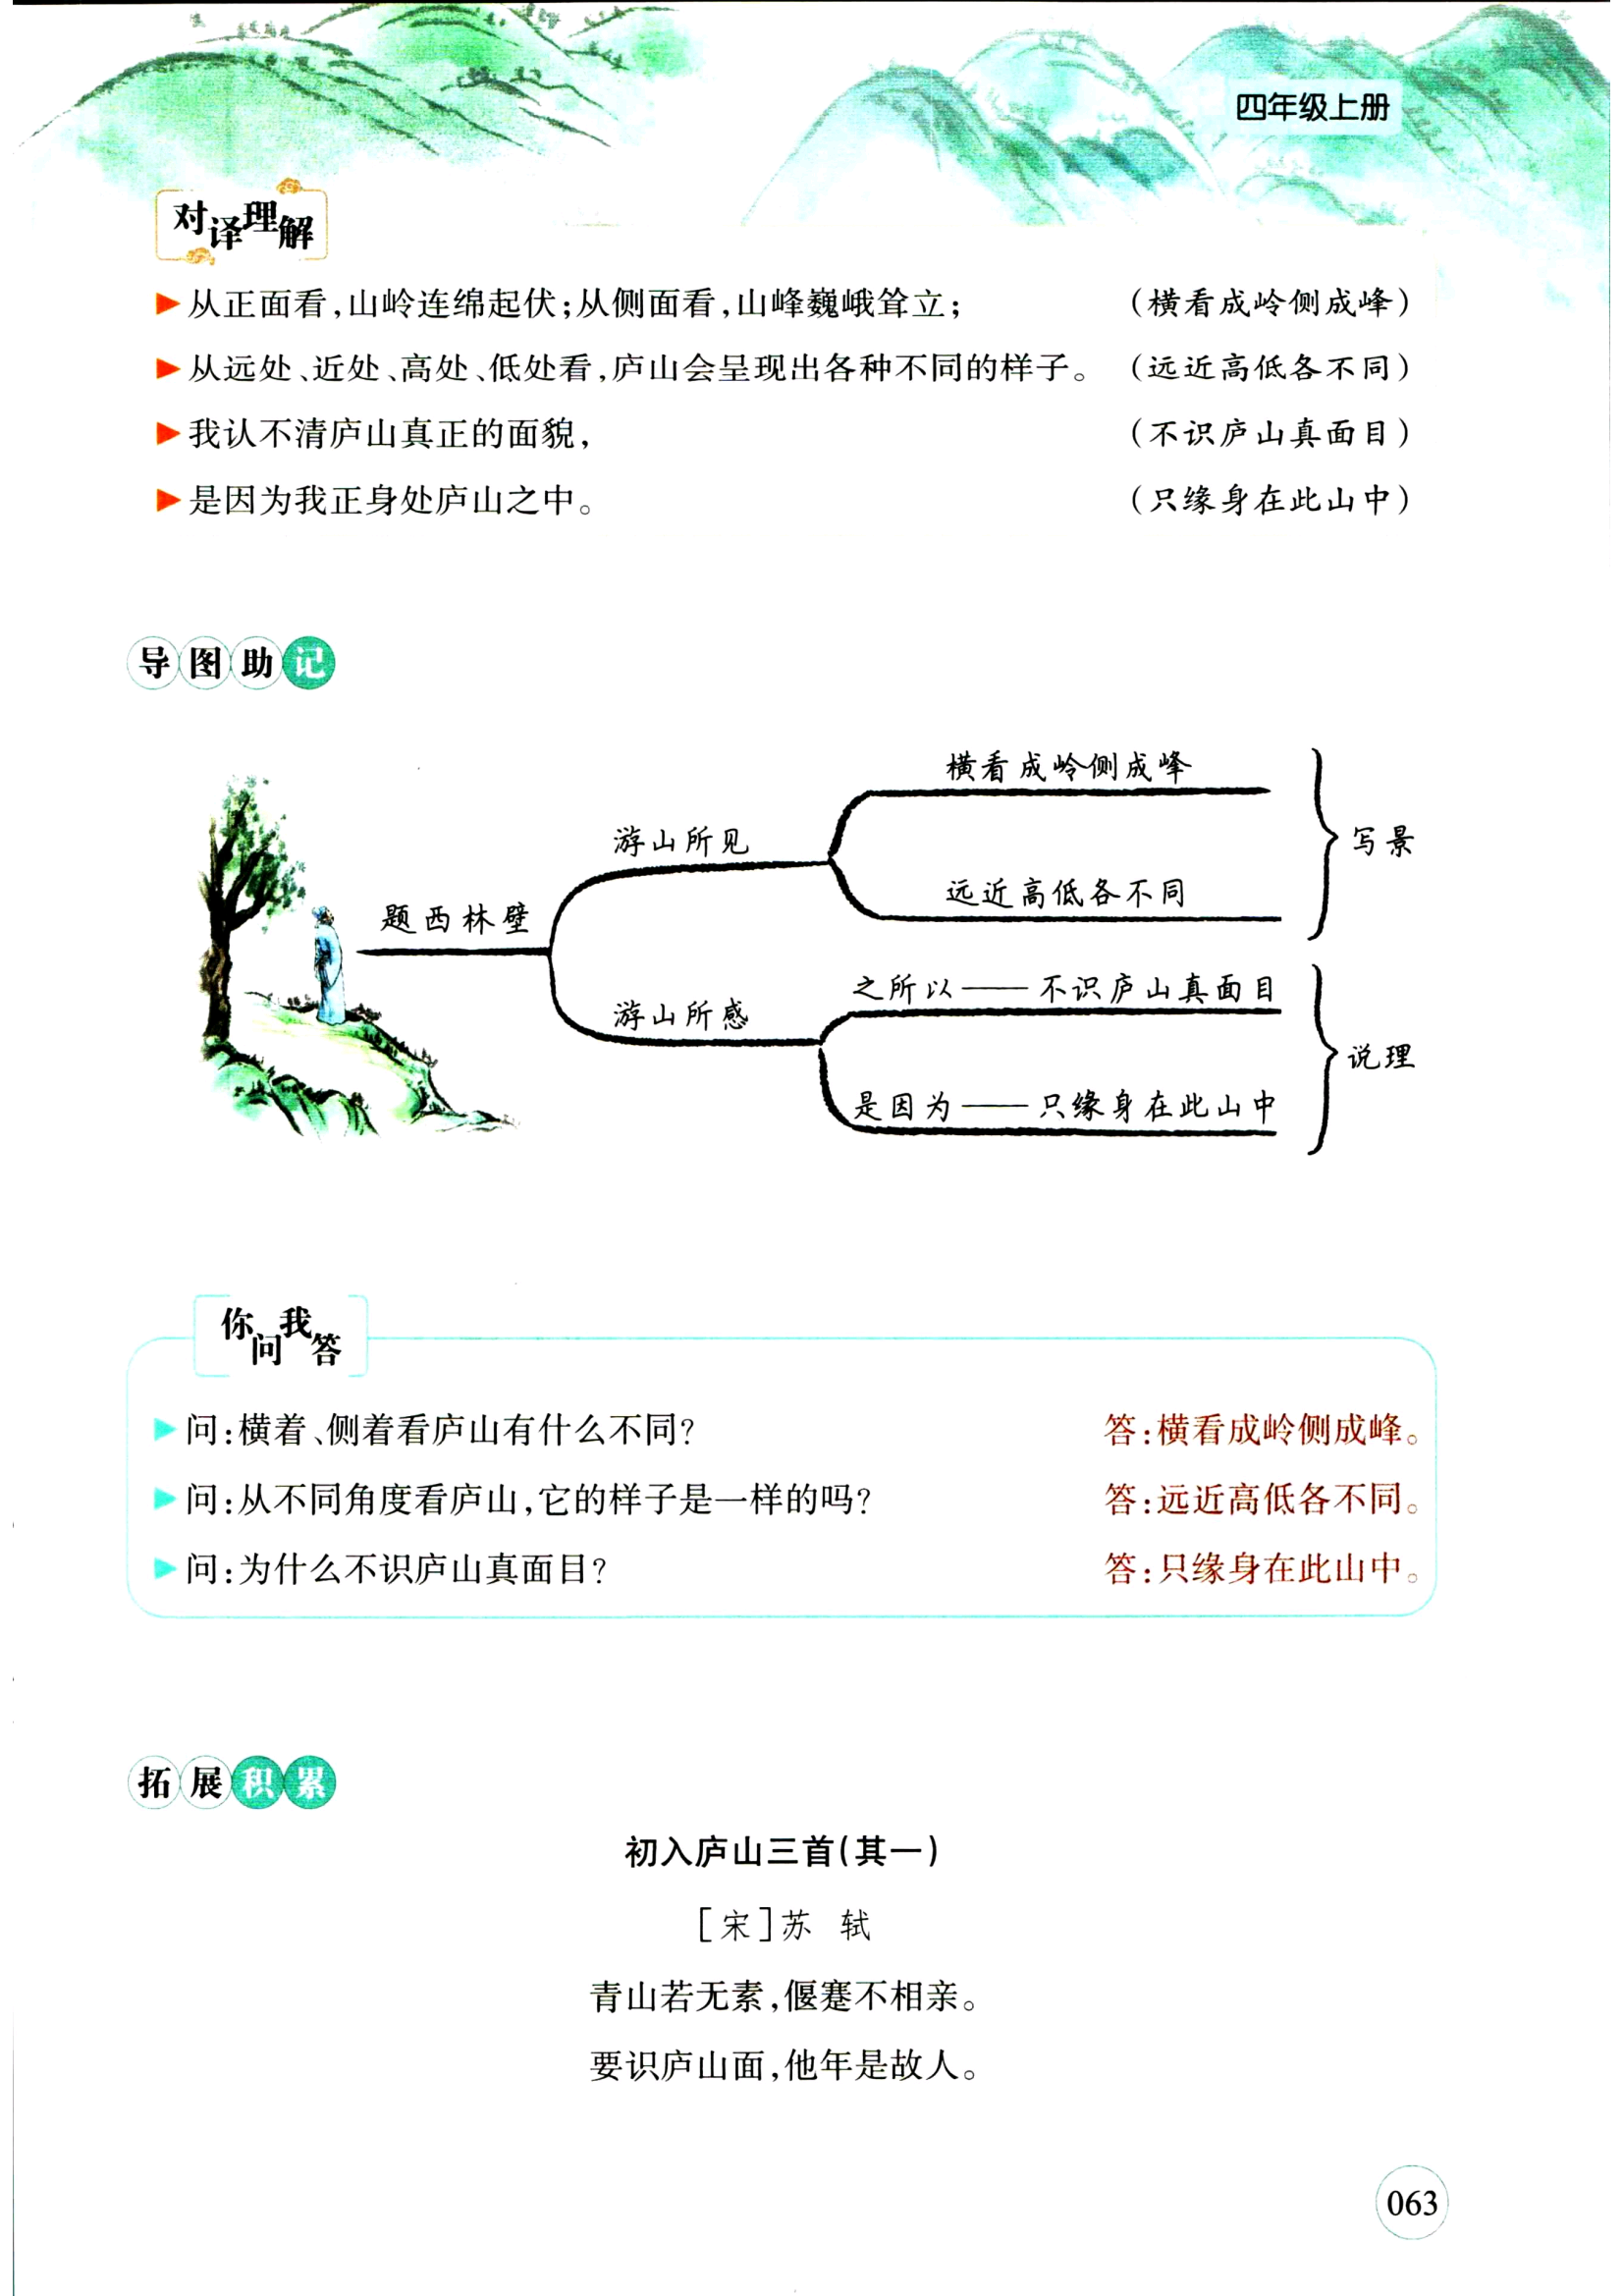 四年级上册
对译理解
从正面看,山岭连绵起伏;从侧面看,山峰巍峨耸立; (横看成岭侧成峰)
从远处、近处、高处、低处看,庐山会呈现出各种不同的样子。 (远近高低各不同)
我认不清庐山真正的面貌, (不识庐山真面目)
是因为我正身处庐山之中。 (只缘身在此山中)
导图助记
题西林壁
游山所见
横看成岭侧成峰
远近高低各不同
写景
游山所感
之所以——不识庐山真面目
是因为——只缘身在此山中
说理
你问我答
问:横着、侧着看庐山有什么不同? 答:横看成岭侧成峰。
问:从不同角度看庐山,它的样子是一样的吗? 答:远近高低各不同。
问:为什么不识庐山真面目? 答:只缘身在此山中。
拓展积累
初入庐山三首(其一)
[宋]苏 轼
青山若无素,偃蹇不相亲。
要识庐山面,他年是故人。
063